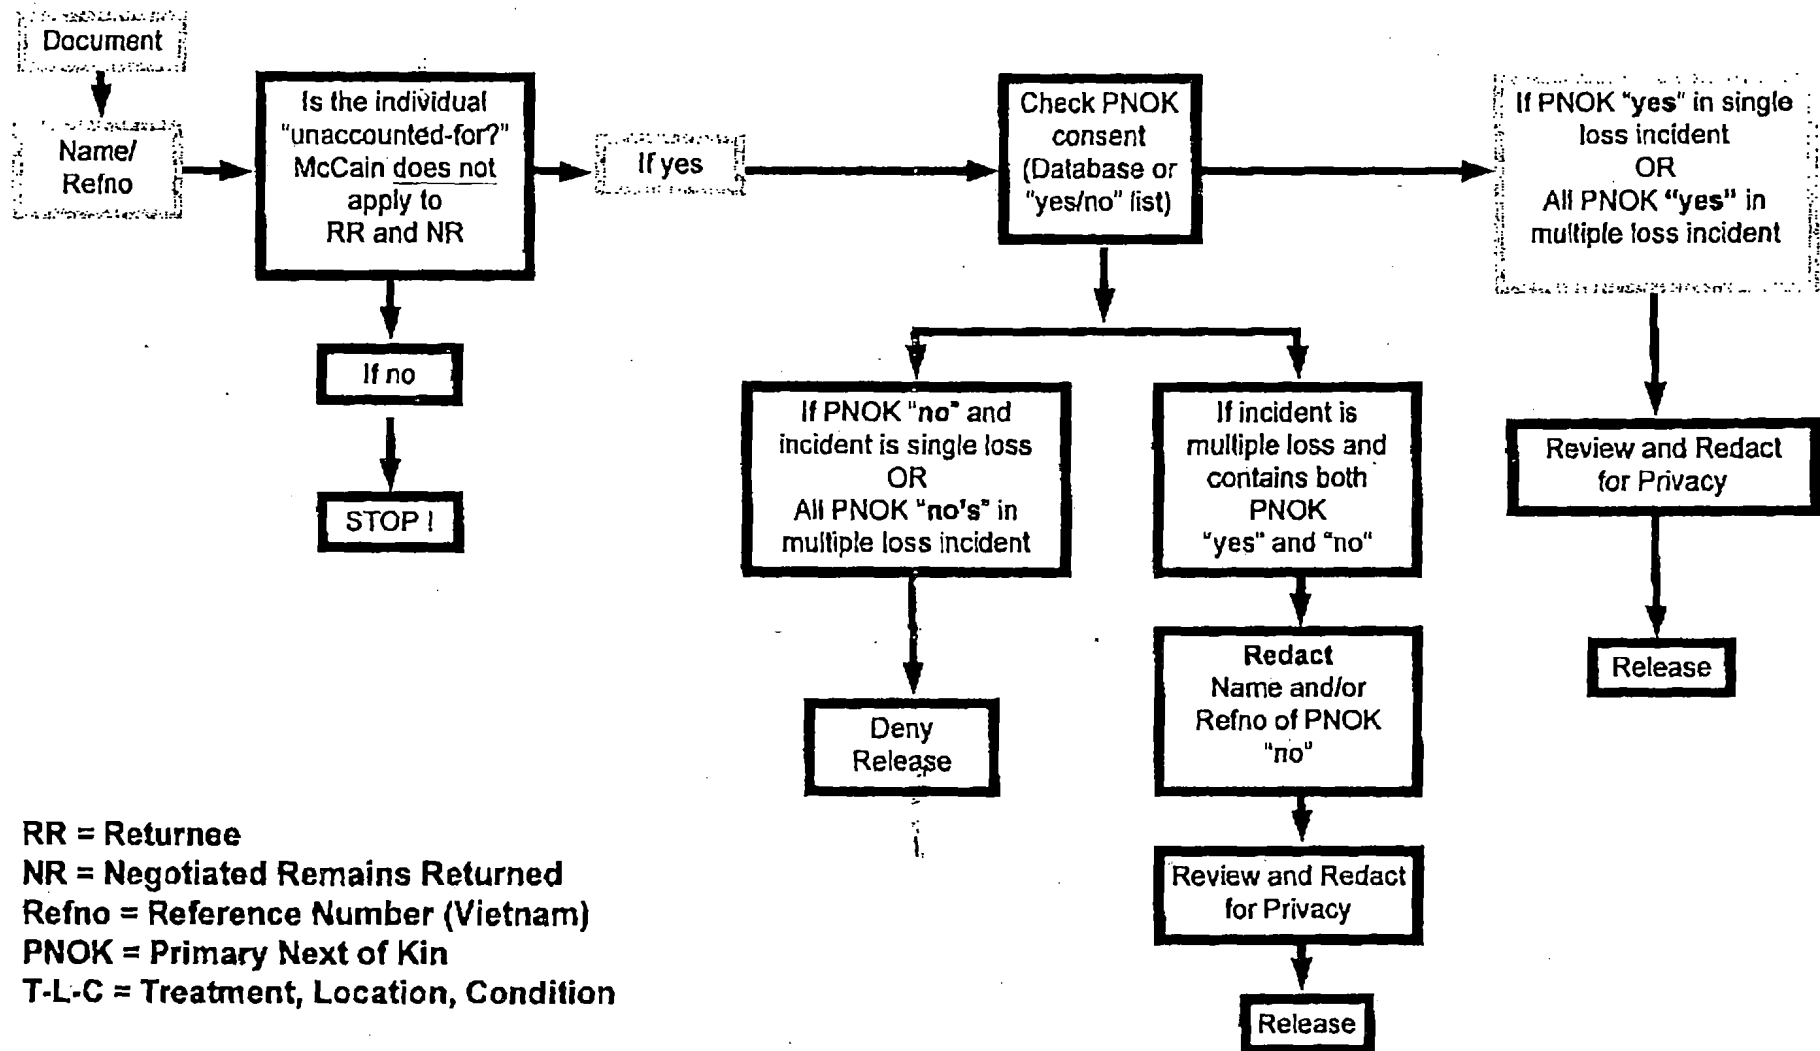 Document
Name/
Refno
Is the individual
"unaccounted-for?"
McCain does not
apply to
RR and NR
If yes
If no
STOP !
Check PNOK
consent
(Database or
"yes/no" list)
If PNOK "no" and
incident is single loss
OR
All PNOK "no's" in
multiple loss incident
Deny
Release
If incident is
multiple loss and
contains both
PNOK
"yes" and "no"
Redact
Name and/or
Refno of PNOK
"no"
Review and Redact
for Privacy
Release
If PNOK "yes" in single
loss incident
OR
All PNOK "yes" in
multiple loss incident
Review and Redact
for Privacy
Release
RR = Returnee
NR = Negotiated Remains Returned
Refno = Reference Number (Vietnam)
PNOK = Primary Next of Kin
T-L-C = Treatment, Location, Condition